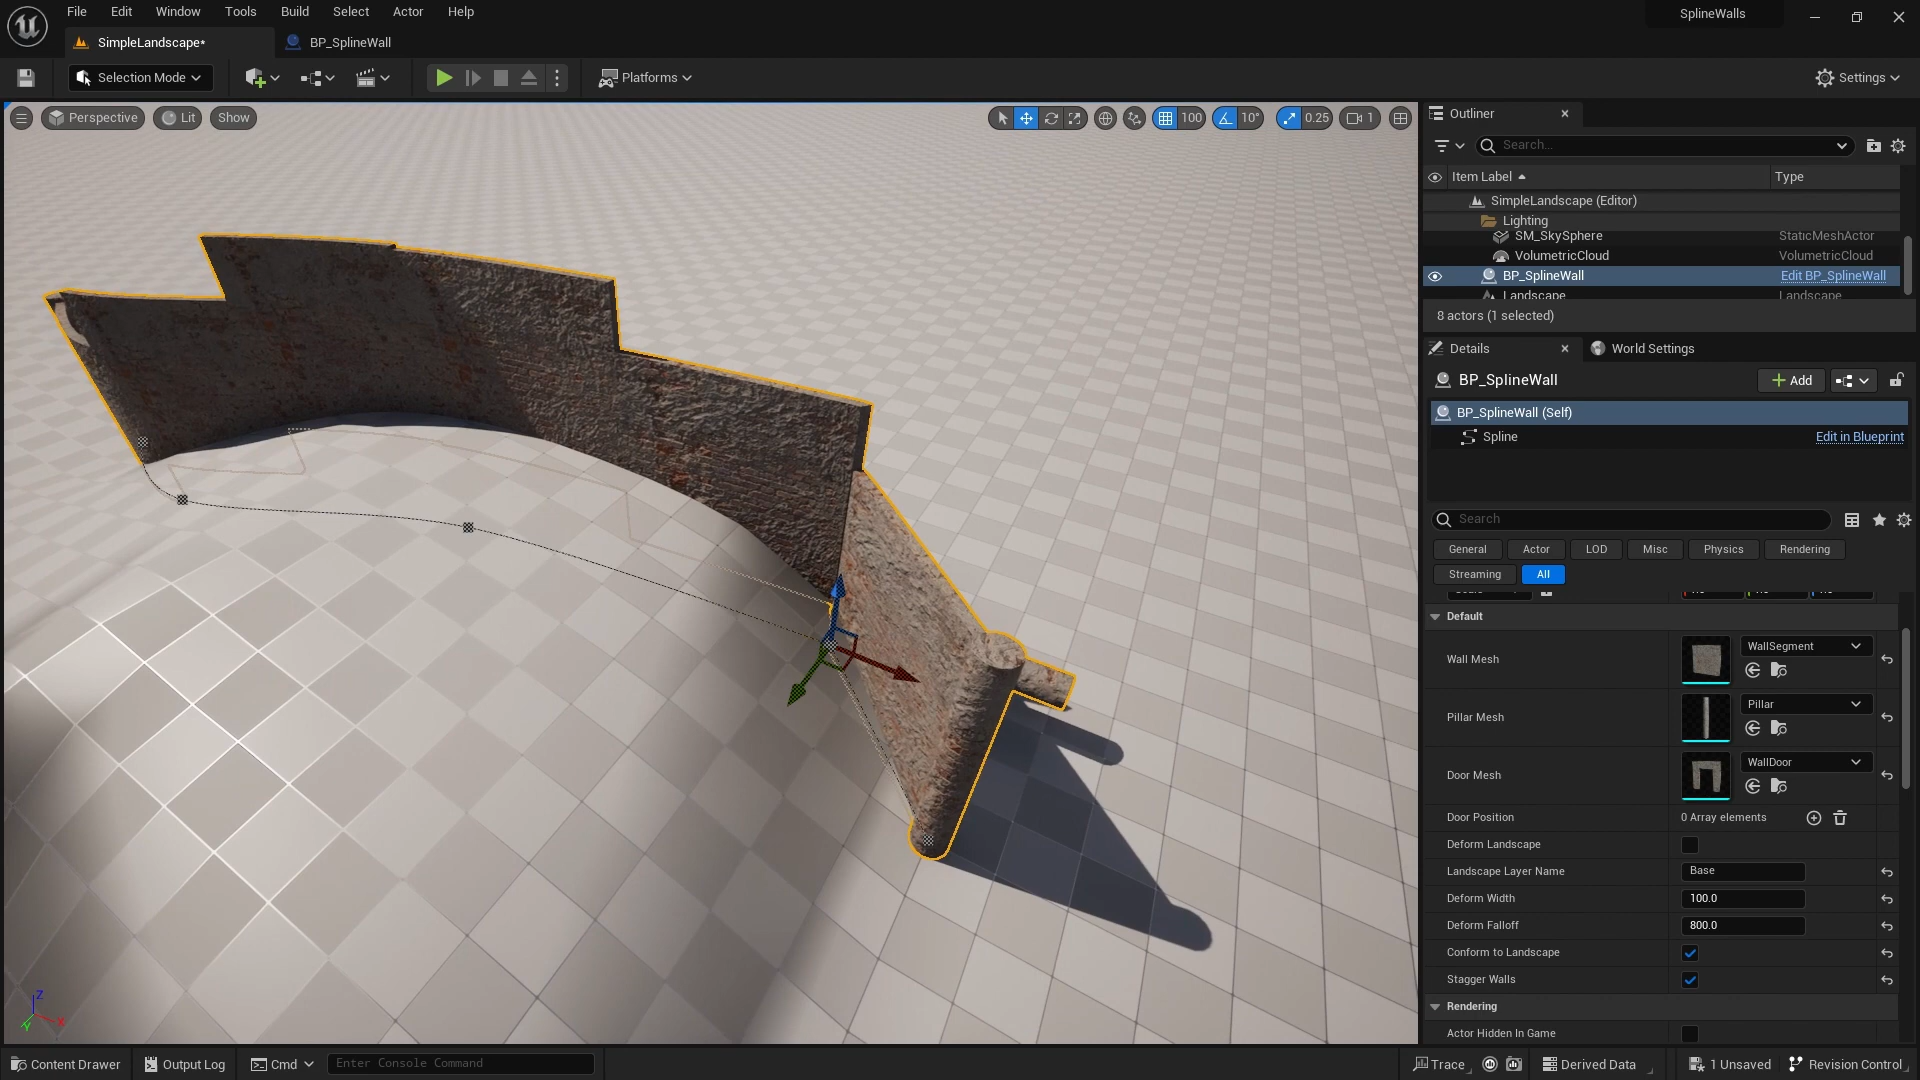 File Edit Window Tools Build Select Actor Help
SplineWalls
SimpleLandscape*
BP_SplineWall
Selection Mode
Platforms
Settings
Perspective
Lit
Show
100
10°
0.25
1
Outliner
Search...
Item Label
Type
SimpleLandscape (Editor)
Lighting
SM_SkySphere
StaticMeshActor
VolumetricCloud
VolumetricCloud
BP_SplineWall
Edit BP_SplineWall
Landscape
Landscape
8 actors (1 selected)
Details
World Settings
BP_SplineWall
Add
BP_SplineWall (Self)
Spline
Edit in Blueprint
Search
General
Actor
LOD
Misc
Physics
Rendering
Streaming
All
Default
Wall Mesh
WallSegment
Pillar Mesh
Pillar
Door Mesh
WallDoor
Door Position
0 Array elements
Deform Landscape
Landscape Layer Name
Base
Deform Width
100.0
Deform Falloff
800.0
Conform to Landscape
Stagger Walls
Rendering
Actor Hidden In Game
Z
X
Y
Content Drawer
Output Log
Cmd
Enter Console Command
Trace
Derived Data
1 Unsaved
Revision Control